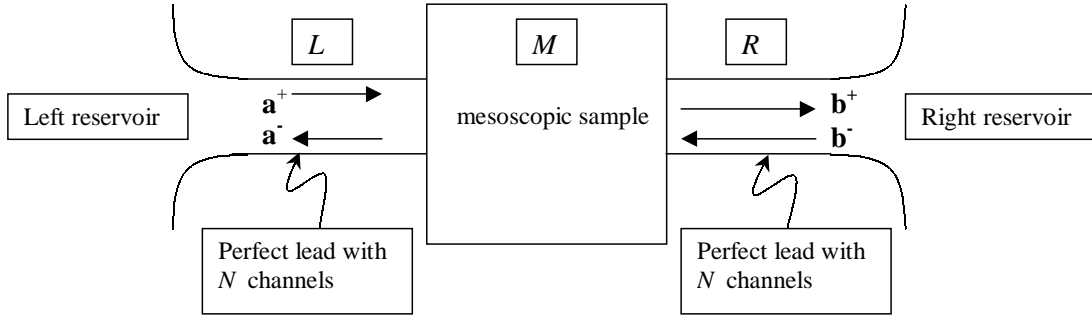 L
M
R
Left reservoir
a+
a-
mesoscopic sample
b+
b-
Right reservoir
Perfect lead with
N channels
Perfect lead with
N channels